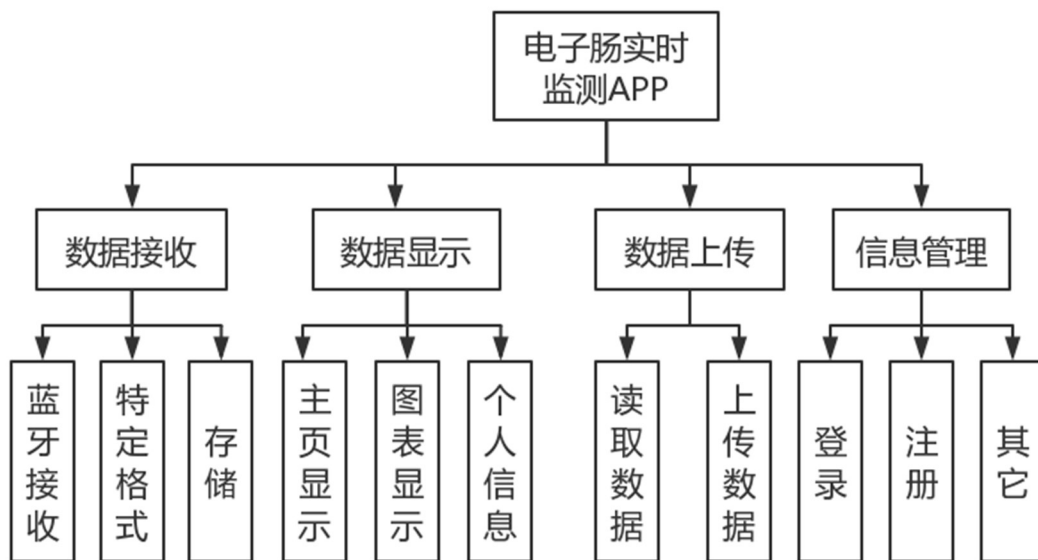 电子肠实时
监测APP
数据接收
数据显示
数据上传
信息管理
蓝牙接收
特定格式
存储
主页显示
图表显示
个人信息
读取数据
上传数据
登录
注册
其它